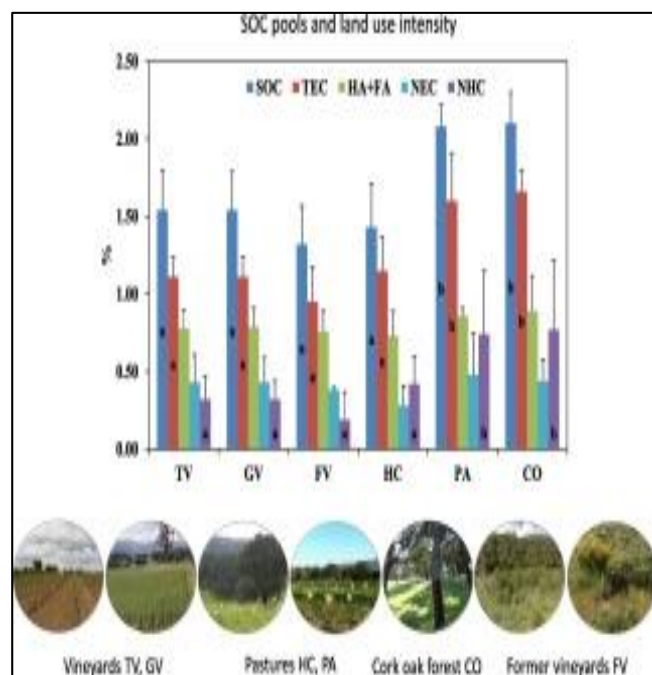 SOC pools and land use intensity
2.50
SOC TEC HA+FA NEC NHC
2.00
1.50
%
1.00
0.50
0.00
a a a a a a a a a a a a b b b b b b
TV GV FV HC PA CO
Vineyards TV, GV Pastures HC, PA Cork oak forest CO Former vineyards FV